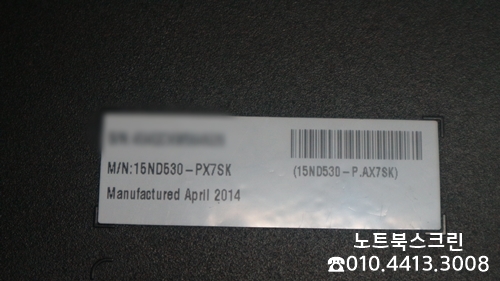 M/N:15ND530-PX7SK
(15ND530-P.AX7SK)
Manufactured April 2014
노트북스크린
☎010.4413.3008